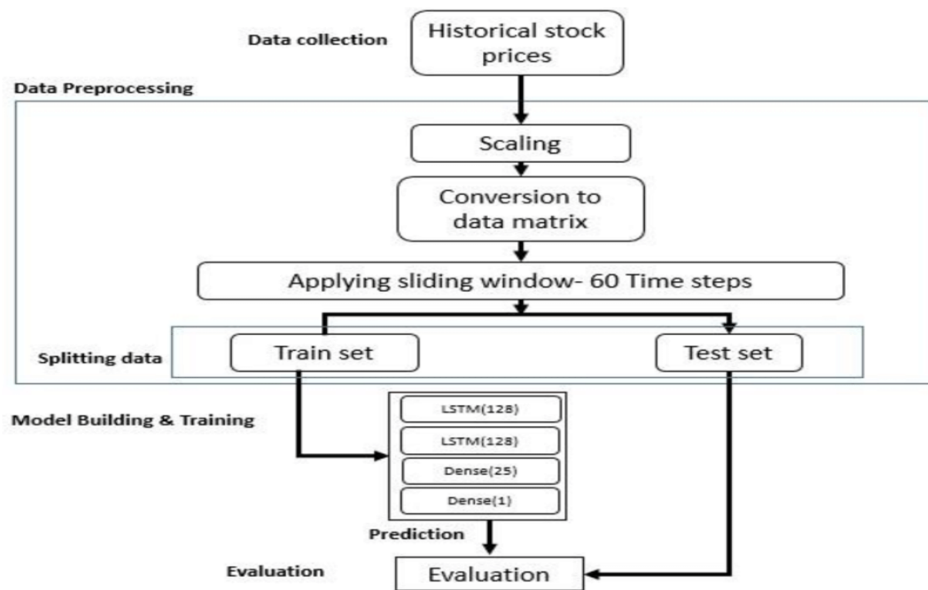 Data collection
Historical stock
prices
Data Preprocessing
Scaling
Conversion to
data matrix
Applying sliding window- 60 Time steps
Splitting data
Train set
Test set
Model Building & Training
LSTM(128)
LSTM(128)
Dense(25)
Dense(1)
Prediction
Evaluation
Evaluation